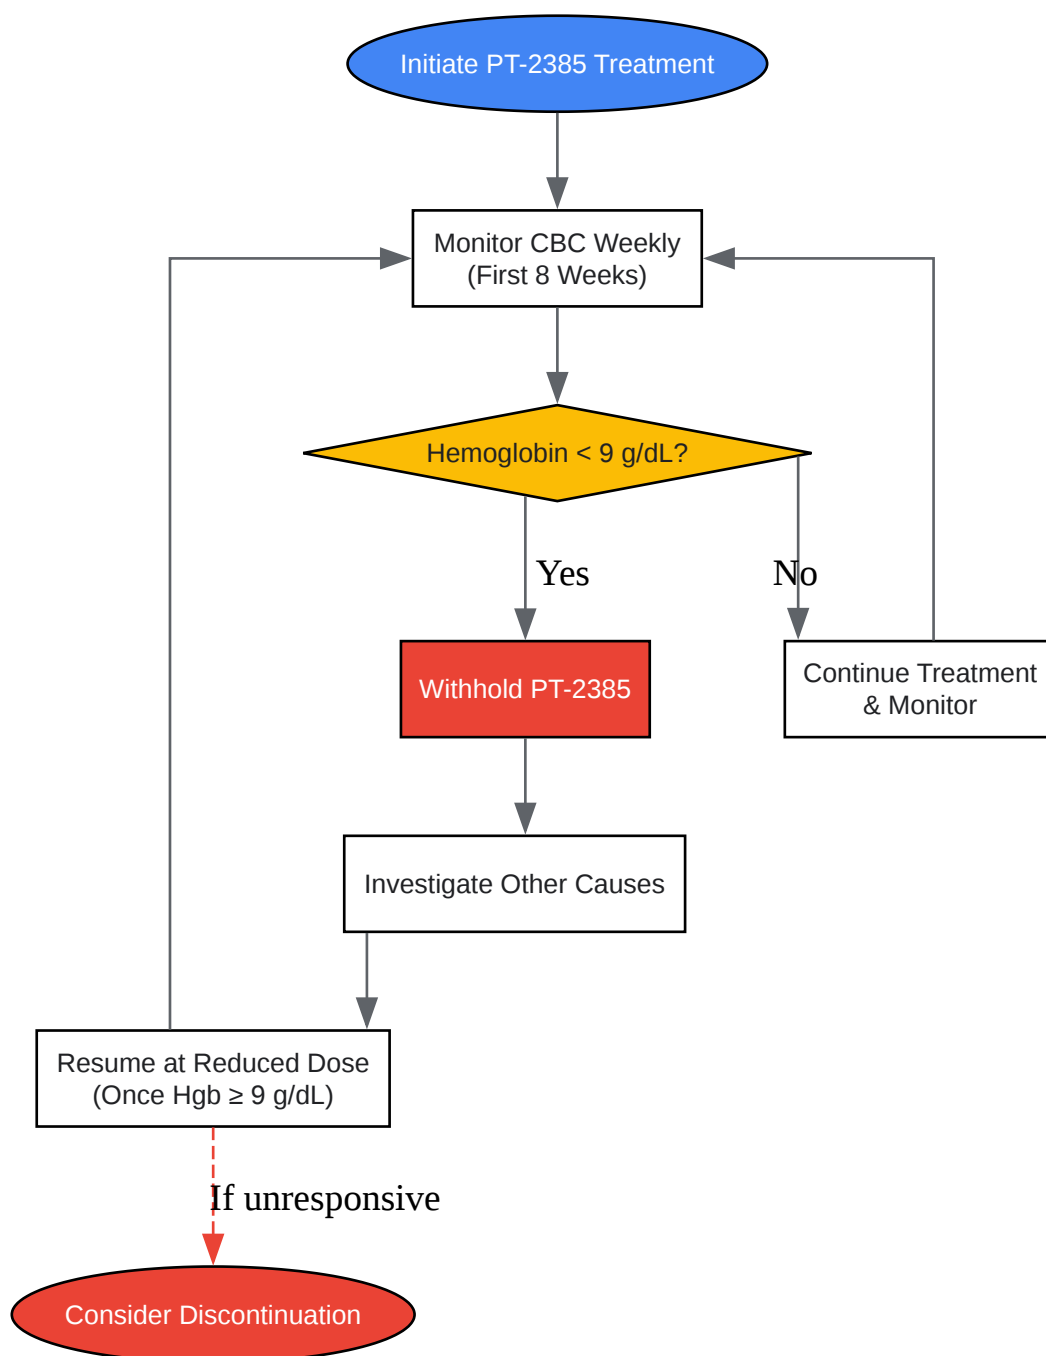 Initiate PT-2385 Treatment
Monitor CBC Weekly
(First 8 Weeks)
Hemoglobin < 9 g/dL?
Yes
No
Withhold PT-2385
Continue Treatment
& Monitor
Investigate Other Causes
Resume at Reduced Dose
(Once Hgb ≥ 9 g/dL)
If unresponsive
Consider Discontinuation